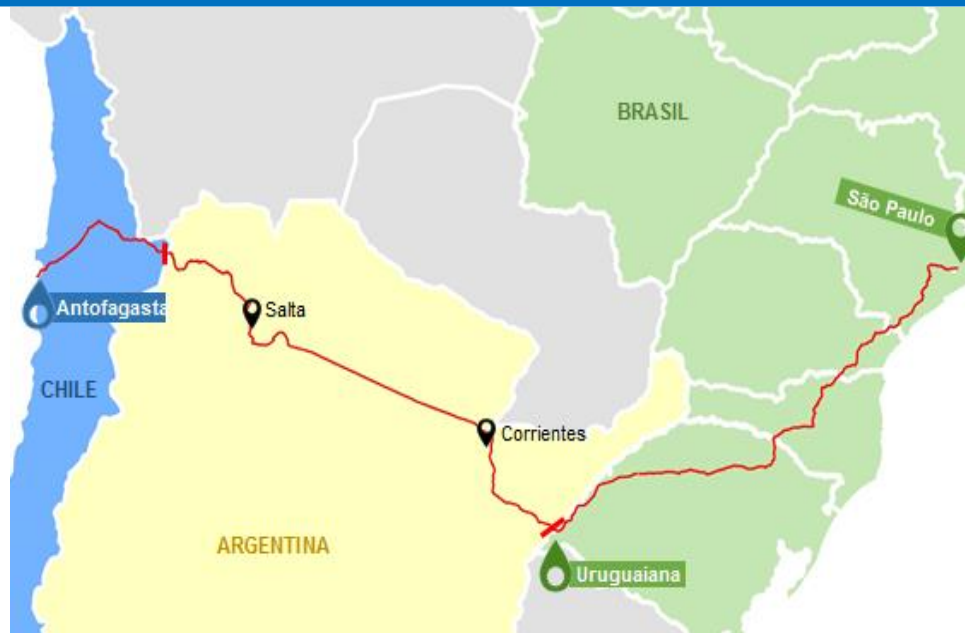 BRASIL
São Paulo
Antofagasta
Salta
CHILE
Corrientes
ARGENTINA
Uruguaiana